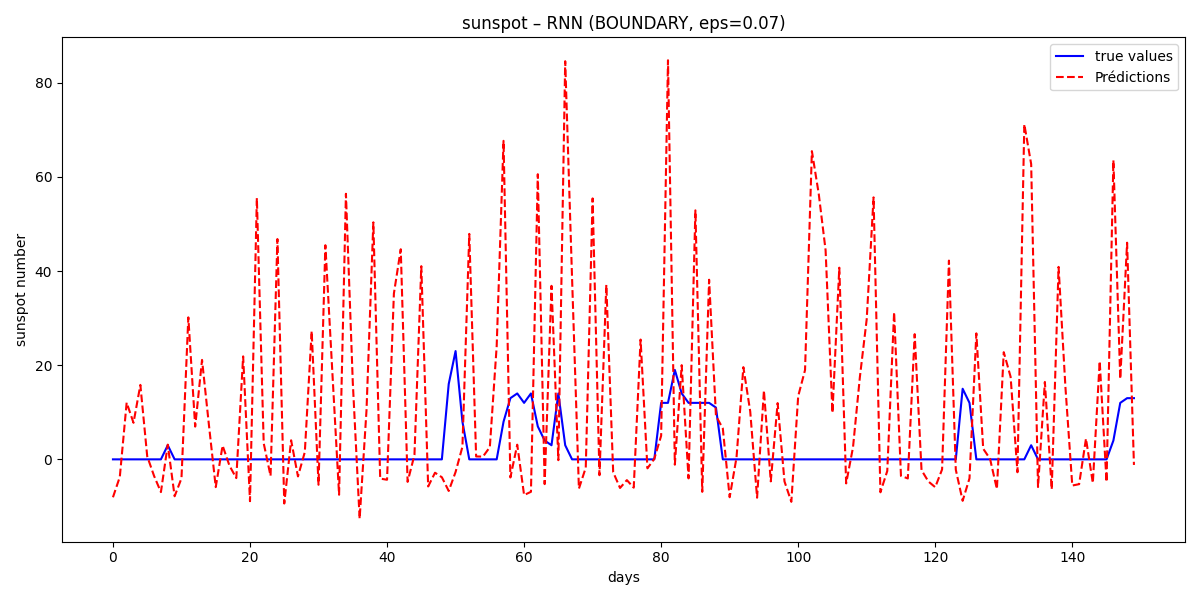 sunspot – RNN (BOUNDARY, eps=0.07)
true values
Prédictions
sunspot number
80
60
40
20
0
0 20 40 60 80 100 120 140
days